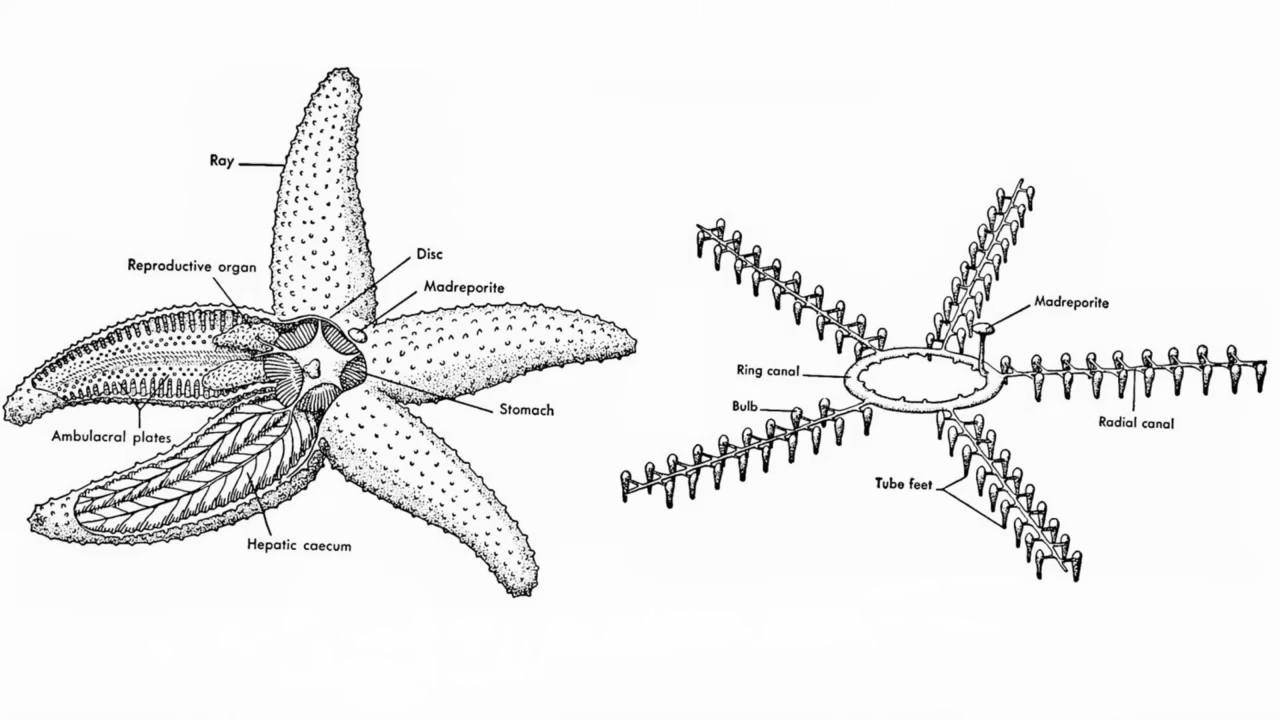 Ray
Disc
Reproductive organ
Madreporite
Stomach
Ambulacral plates
Hepatic caecum
Madreporite
Ring canal
Bulb
Radial canal
Tube feet